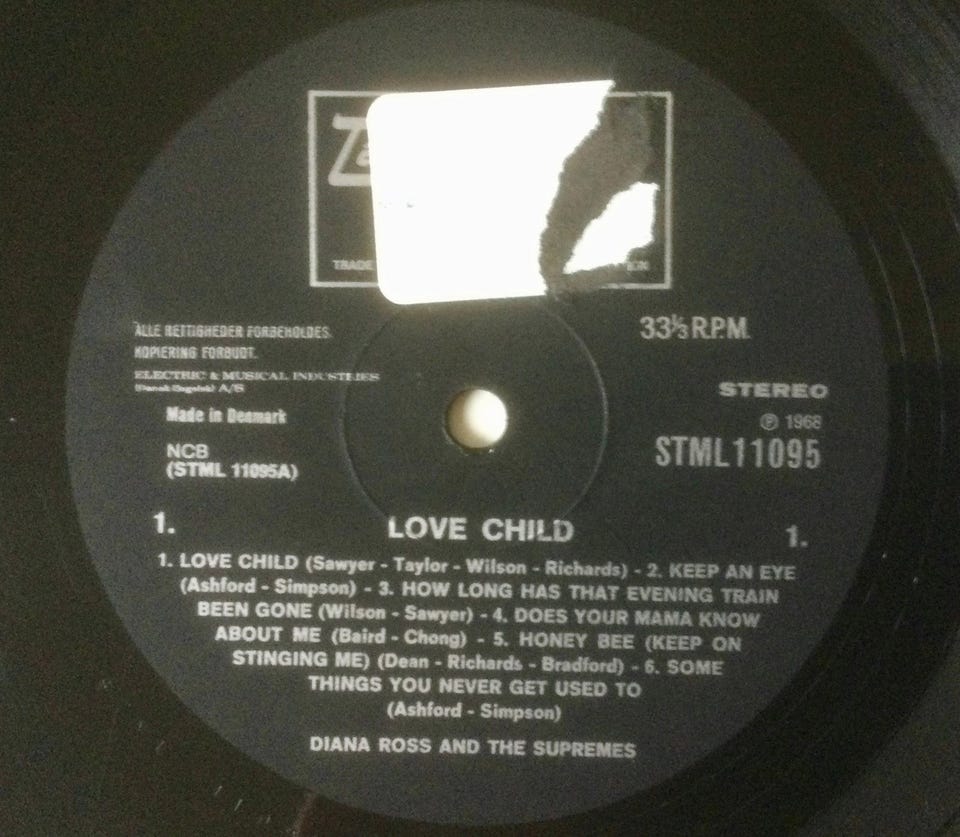 TRADE
ALLE RETTIGHEDER FORBEHOLDES.
KOPIERING FORBUDT.
ELECTRIC & MUSICAL INDUSTRIES
(Dansk-Engelsk) A/S
Made in Denmark
NCB
(STML 11095A)
33⅓ R.P.M.
STEREO
℗ 1968
STML 11095
1. LOVE CHILD 1.
1. LOVE CHILD (Sawyer - Taylor - Wilson - Richards) - 2. KEEP AN EYE
(Ashford - Simpson) - 3. HOW LONG HAS THAT EVENING TRAIN
BEEN GONE (Wilson - Sawyer) - 4. DOES YOUR MAMA KNOW
ABOUT ME (Baird - Chong) - 5. HONEY BEE (KEEP ON
STINGING ME) (Dean - Richards - Bradford) - 6. SOME
THINGS YOU NEVER GET USED TO
(Ashford - Simpson)
DIANA ROSS AND THE SUPREMES